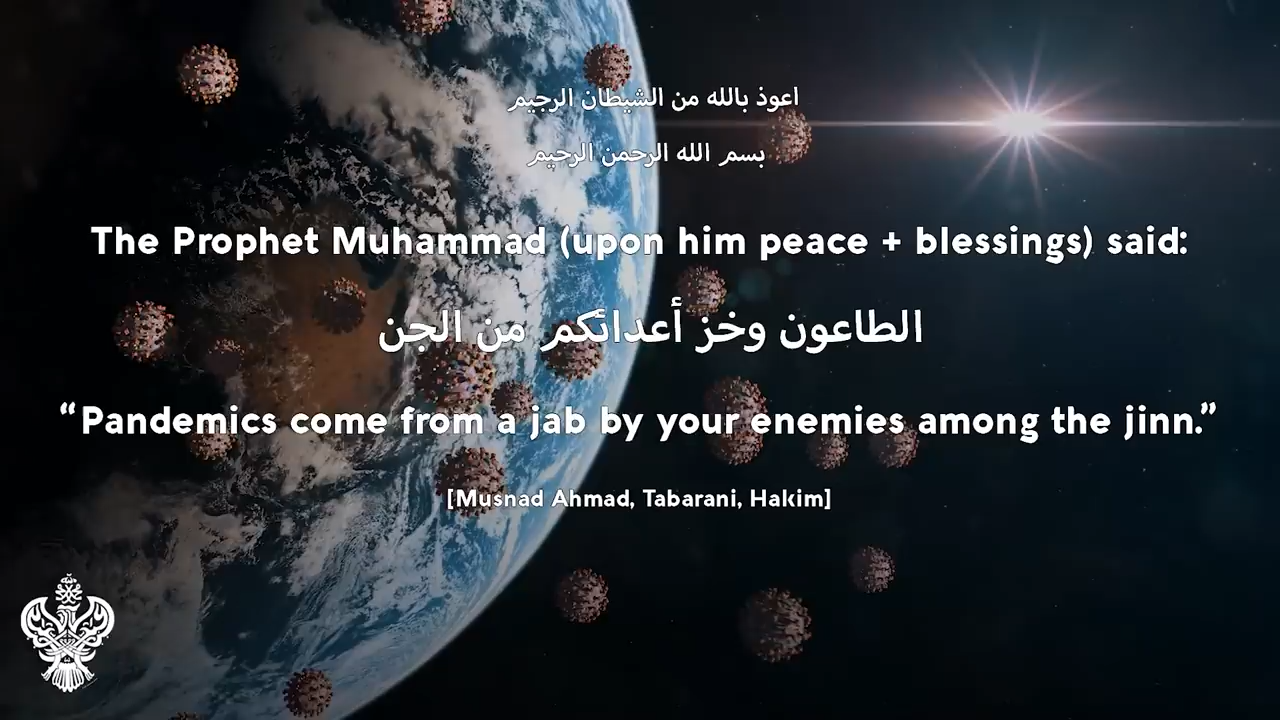 اعوذ بالله من الشيطان الرجيم
بسم الله الرحمن الرحيم
The Prophet Muhammad (upon him peace + blessings) said:
الطاعون وخز أعدائكم من الجن
“Pandemics come from a jab by your enemies among the jinn.”
[Musnad Ahmad, Tabarani, Hakim]